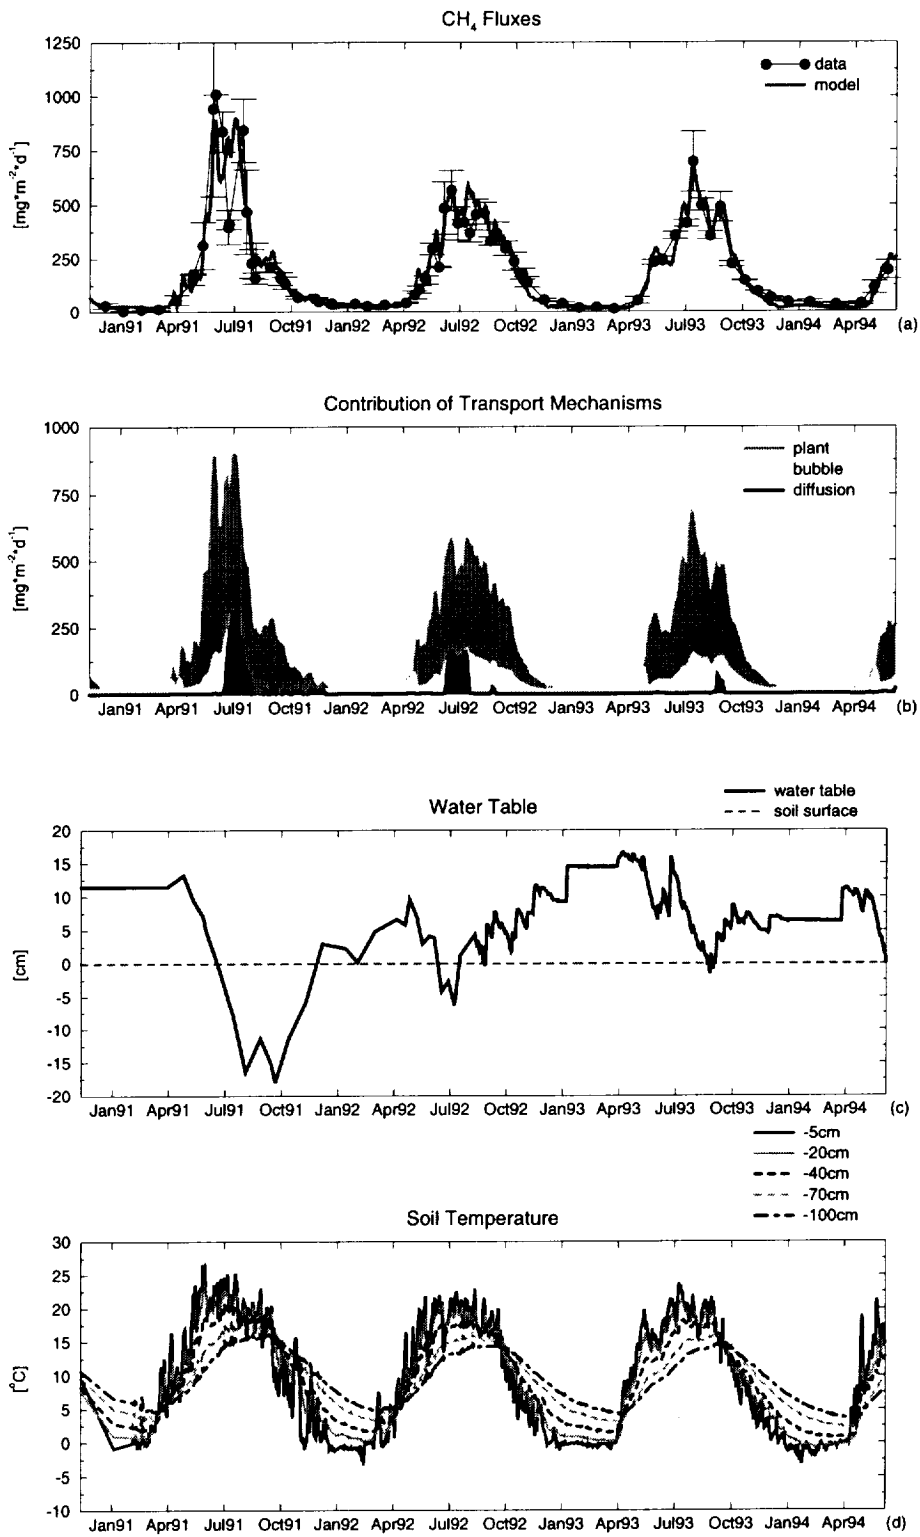 CH4 Fluxes
1250
1000
750
500
250
0
[mg*m-2*d-1]
data
model
Jan91 Apr91 Jul91 Oct91 Jan92 Apr92 Jul92 Oct92 Jan93 Apr93 Jul93 Oct93 Jan94 Apr94 (a)
Contribution of Transport Mechanisms
1000
750
500
250
0
[mg*m-2*d-1]
plant
bubble
diffusion
Jan91 Apr91 Jul91 Oct91 Jan92 Apr92 Jul92 Oct92 Jan93 Apr93 Jul93 Oct93 Jan94 Apr94 (b)
water table
soil surface
Water Table
20
15
10
5
0
-5
-10
-15
-20
[cm]
Jan91 Apr91 Jul91 Oct91 Jan92 Apr92 Jul92 Oct92 Jan93 Apr93 Jul93 Oct93 Jan94 Apr94 (c)
-5cm
-20cm
-40cm
-70cm
-100cm
Soil Temperature
30
25
20
15
10
5
0
-5
-10
[°C]
Jan91 Apr91 Jul91 Oct91 Jan92 Apr92 Jul92 Oct92 Jan93 Apr93 Jul93 Oct93 Jan94 Apr94 (d)